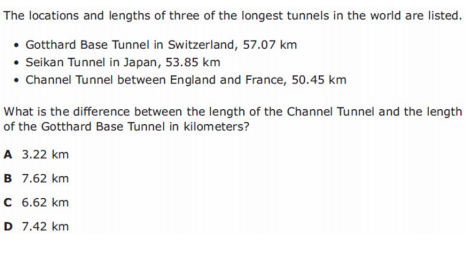 The locations and lengths of three of the longest tunnels in the world are listed.
• Gotthard Base Tunnel in Switzerland, 57.07 km
• Seikan Tunnel in Japan, 53.85 km
• Channel Tunnel between England and France, 50.45 km
What is the difference between the length of the Channel Tunnel and the length
of the Gotthard Base Tunnel in kilometers?
A 3.22 km
B 7.62 km
C 6.62 km
D 7.42 km